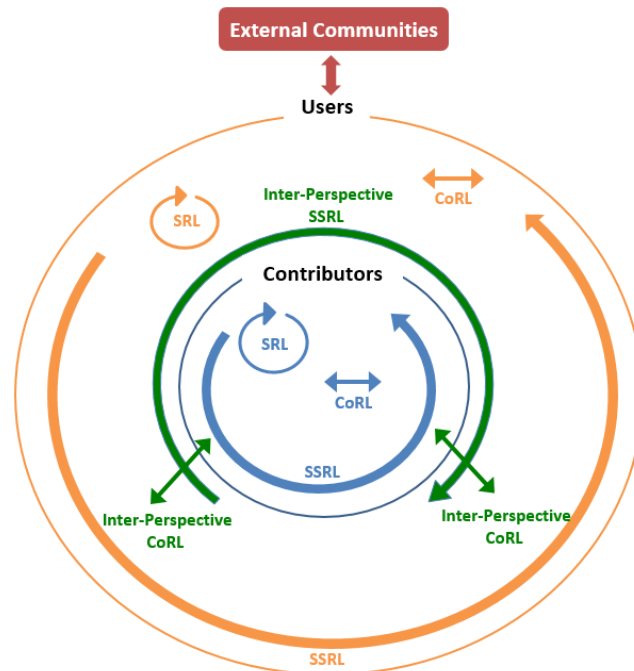 External Communities
Users
CoRL
SRL
Inter-Perspective
SSRL
Contributors
SRL
CoRL
SSRL
Inter-Perspective
CoRL
Inter-Perspective
CoRL
SSRL